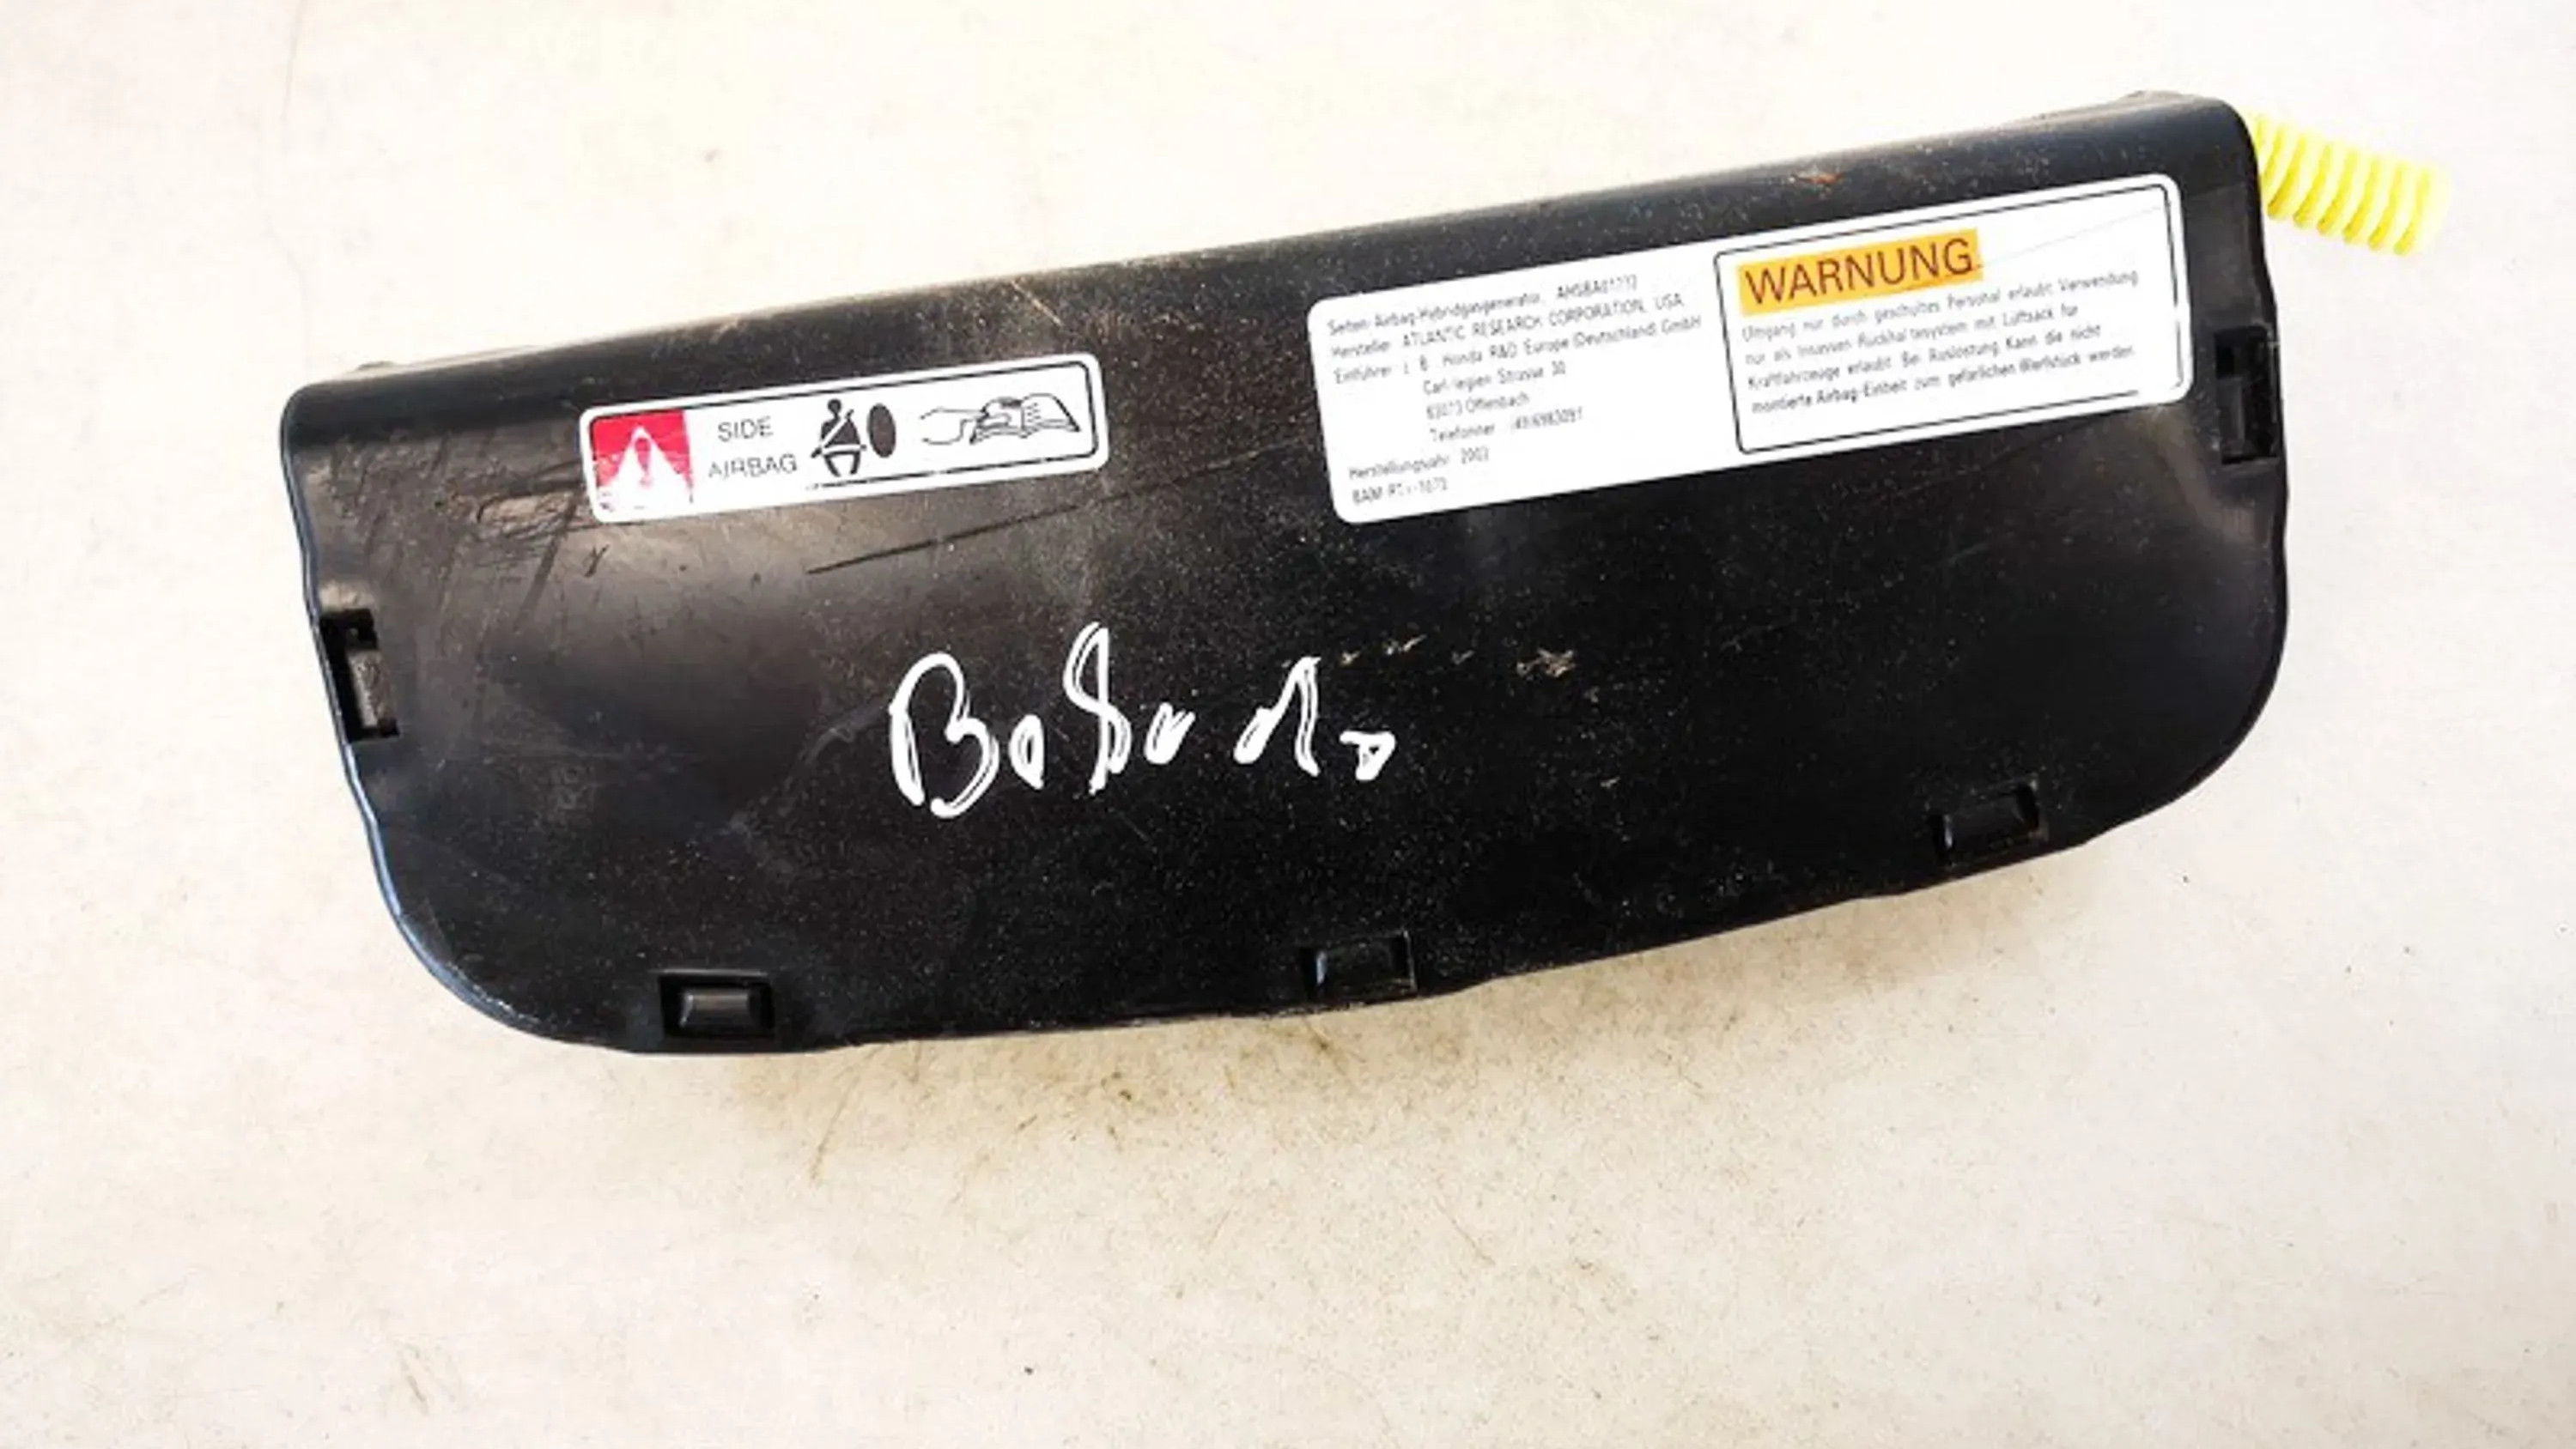 SIDE
AIRBAG
Seiten-Airbag-Hybridgasgenerator,
Hersteller ATLANTIC RESEARCH CORPORATION, USA,
Einführer z. B. Honda R&D Europe (Deutschland) GmbH
Carl-legien Strasse 30
63073 Offenbach
Herstellungsjahr 2002
WARNUNG
Umgang nur durch geschultes Personal erlaubt Verwendung
nur als Insassen-Rückhaltesystem mit Luftsack für
Kraftfahrzeuge erlaubt. Bei Auslösung Kann die nicht
montierte Airbag-Einheit zum gefärlichen Werkstück werden